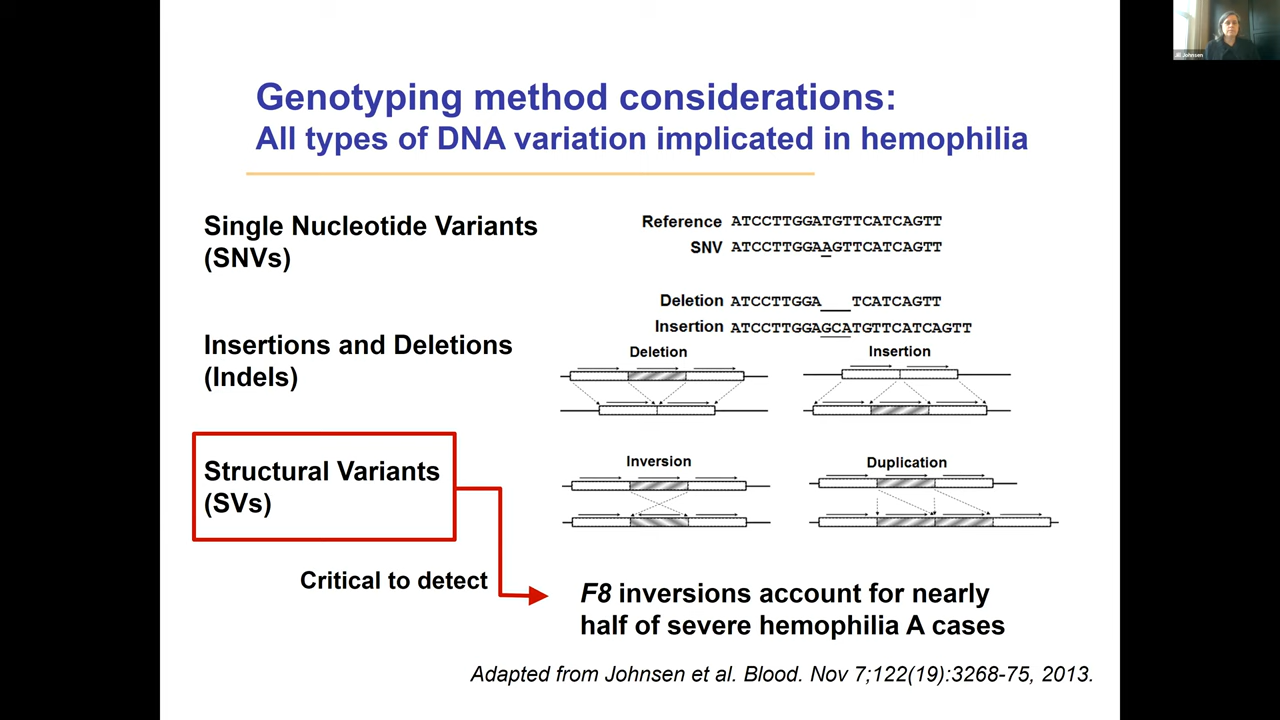 Genotyping method considerations:
All types of DNA variation implicated in hemophilia
Single Nucleotide Variants
(SNVs)
Reference ATCCTTGGATGTTCATCAGTT
SNV ATCCTTGGAAGTTCATCAGTT
Deletion ATCCTTGGA___TCATCAGTT
Insertion ATCCTTGGAGCATGTTCATCAGTT
Insertions and Deletions
(Indels)
Deletion
Insertion
Structural Variants
(SVs)
Inversion
Duplication
Critical to detect
F8 inversions account for nearly
half of severe hemophilia A cases
Adapted from Johnsen et al. Blood. Nov 7;122(19):3268-75, 2013.
Jill Johnsen